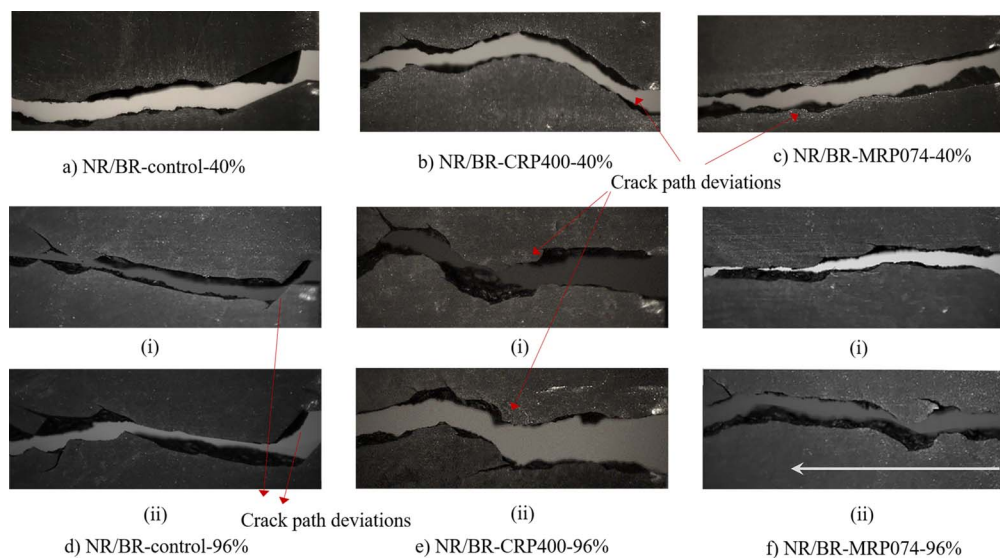 a) NR/BR-control-40%
b) NR/BR-CRP400-40%
c) NR/BR-MRP074-40%
Crack path deviations
(i)
(i)
(i)
(ii)
(ii)
(ii)
Crack path deviations
d) NR/BR-control-96%
e) NR/BR-CRP400-96%
f) NR/BR-MRP074-96%